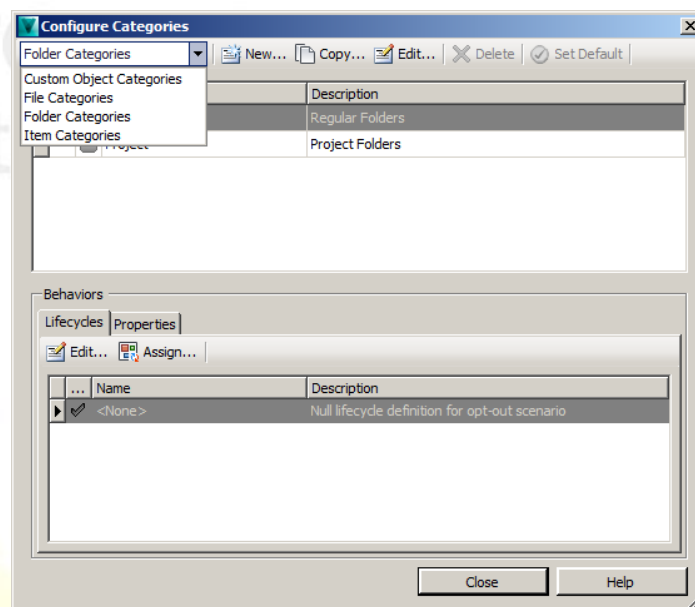 Configure Categories
Folder Categories New... Copy... Edit... Delete Set Default
Custom Object Categories
File Categories
Folder Categories
Item Categories
Description
Regular Folders
Project Project Folders
Behaviors
Lifecycles Properties
Edit... Assign...
... Name Description
<None> Null lifecycle definition for opt-out scenario
Close Help